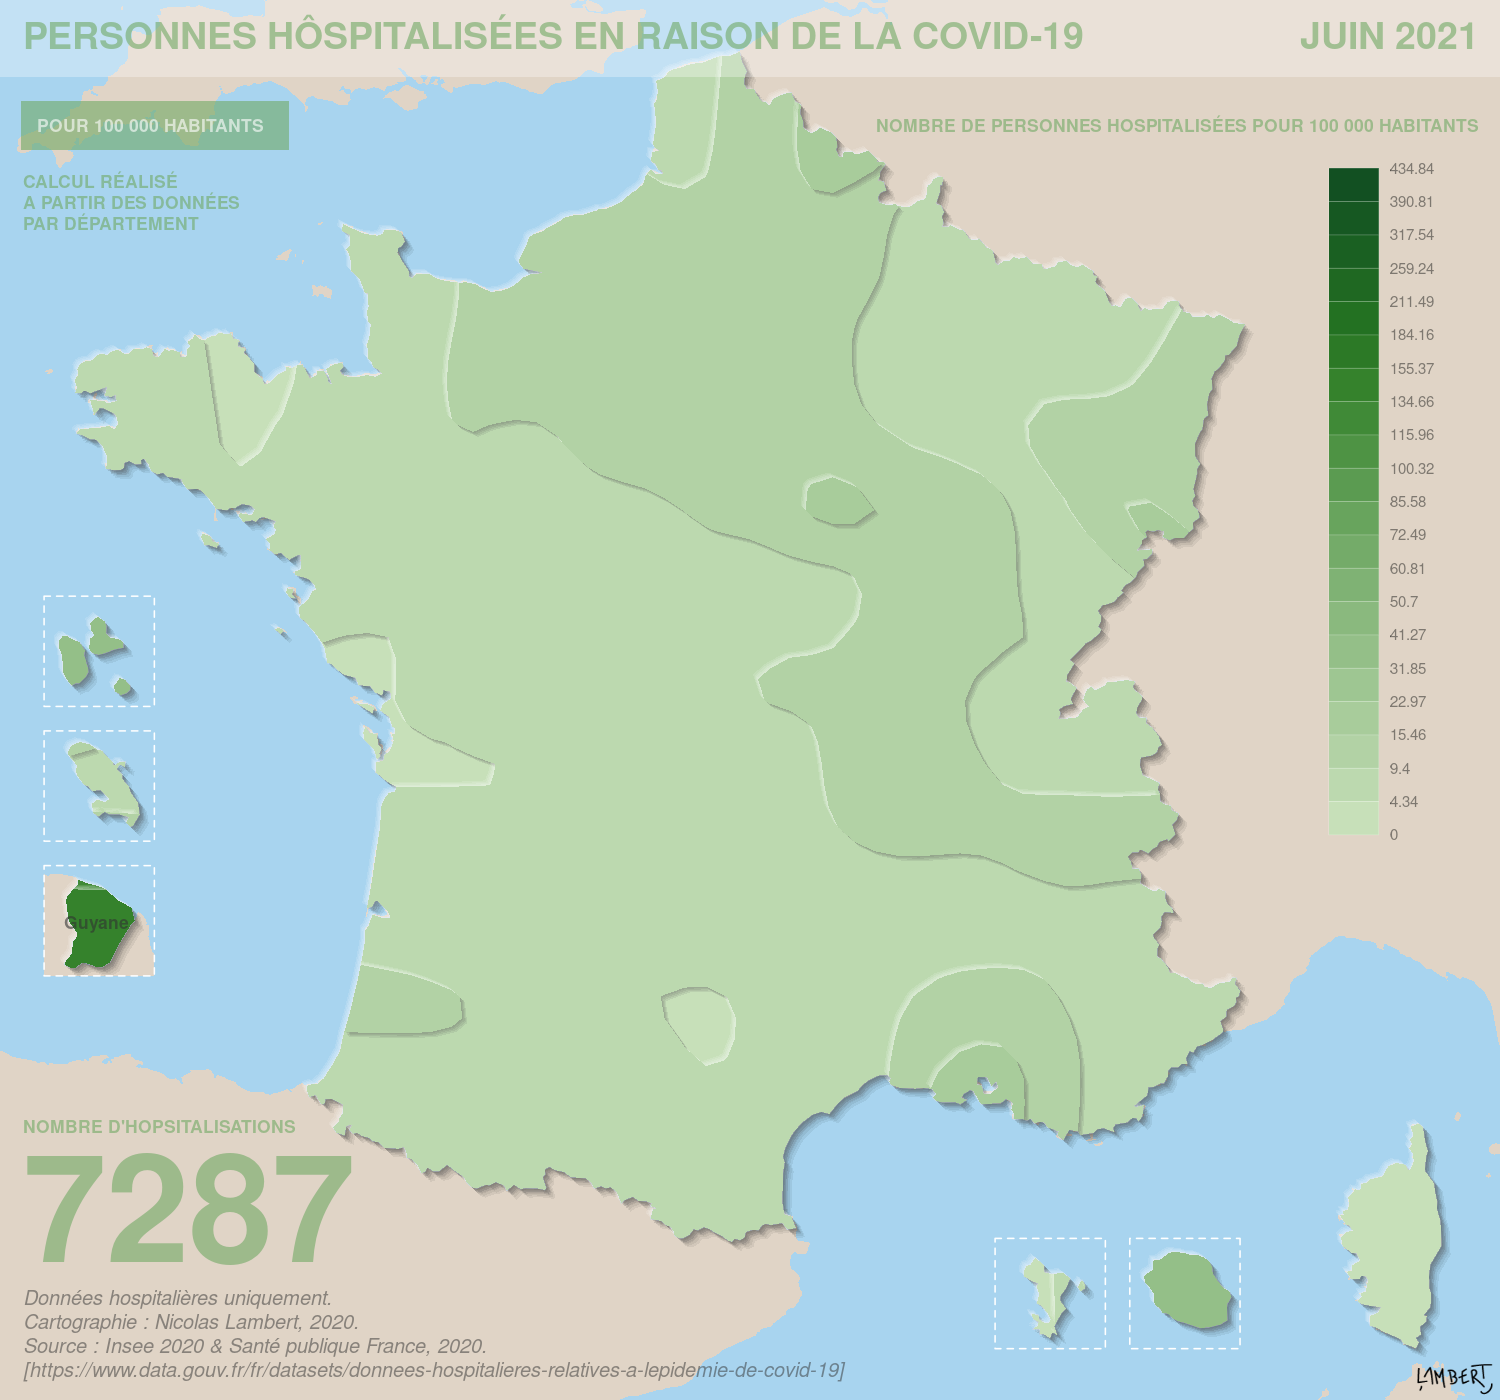 PERSONNES HÔSPITALISÉES EN RAISON DE LA COVID-19
JUIN 2021
POUR 100 000 HABITANTS
CALCUL RÉALISÉ
A PARTIR DES DONNÉES
PAR DÉPARTEMENT
NOMBRE DE PERSONNES HOSPITALISÉES POUR 100 000 HABITANTS
434.84
390.81
317.54
259.24
211.49
184.16
155.37
134.66
115.96
100.32
85.58
72.49
60.81
50.7
41.27
31.85
22.97
15.46
9.4
4.34
0
Guyane
NOMBRE D'HOPSITALISATIONS
7287
Données hospitalières uniquement.
Cartographie : Nicolas Lambert, 2020.
Source : Insee 2020 & Santé publique France, 2020.
[https://www.data.gouv.fr/fr/datasets/donnees-hospitalieres-relatives-a-lepidemie-de-covid-19]
LAMBERT